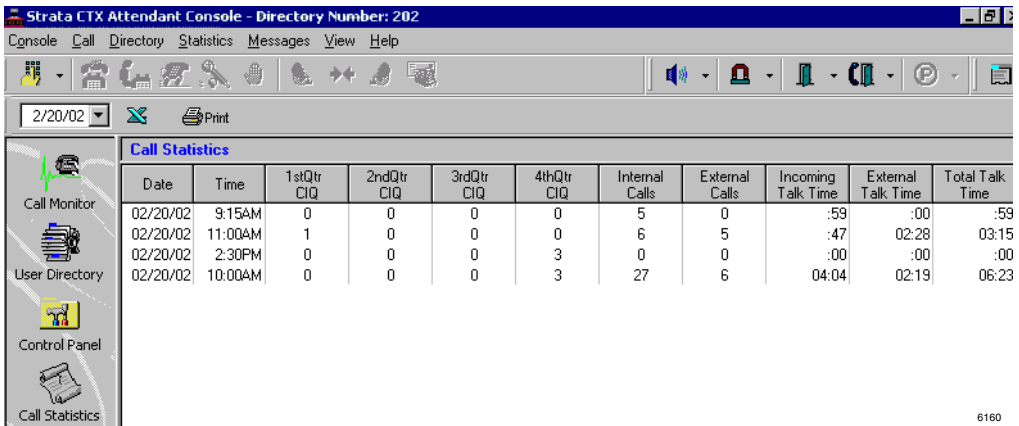 Strata CTX Attendant Console - Directory Number: 202
Console Call Directory Statistics Messages View Help
2/20/02 Print
Call Statistics
Date Time 1stQtr CIQ 2ndQtr CIQ 3rdQtr CIQ 4thQtr CIQ Internal Calls External Calls Incoming Talk Time External Talk Time Total Talk Time
02/20/02 9:15AM 0 0 0 0 5 0 :59 :00 :59
02/20/02 11:00AM 1 0 0 0 6 5 :47 02:28 03:15
02/20/02 2:30PM 0 0 0 3 0 0 :00 :00 :00
02/20/02 10:00AM 0 0 0 3 27 6 04:04 02:19 06:23
Call Monitor
User Directory
Control Panel
Call Statistics
6160